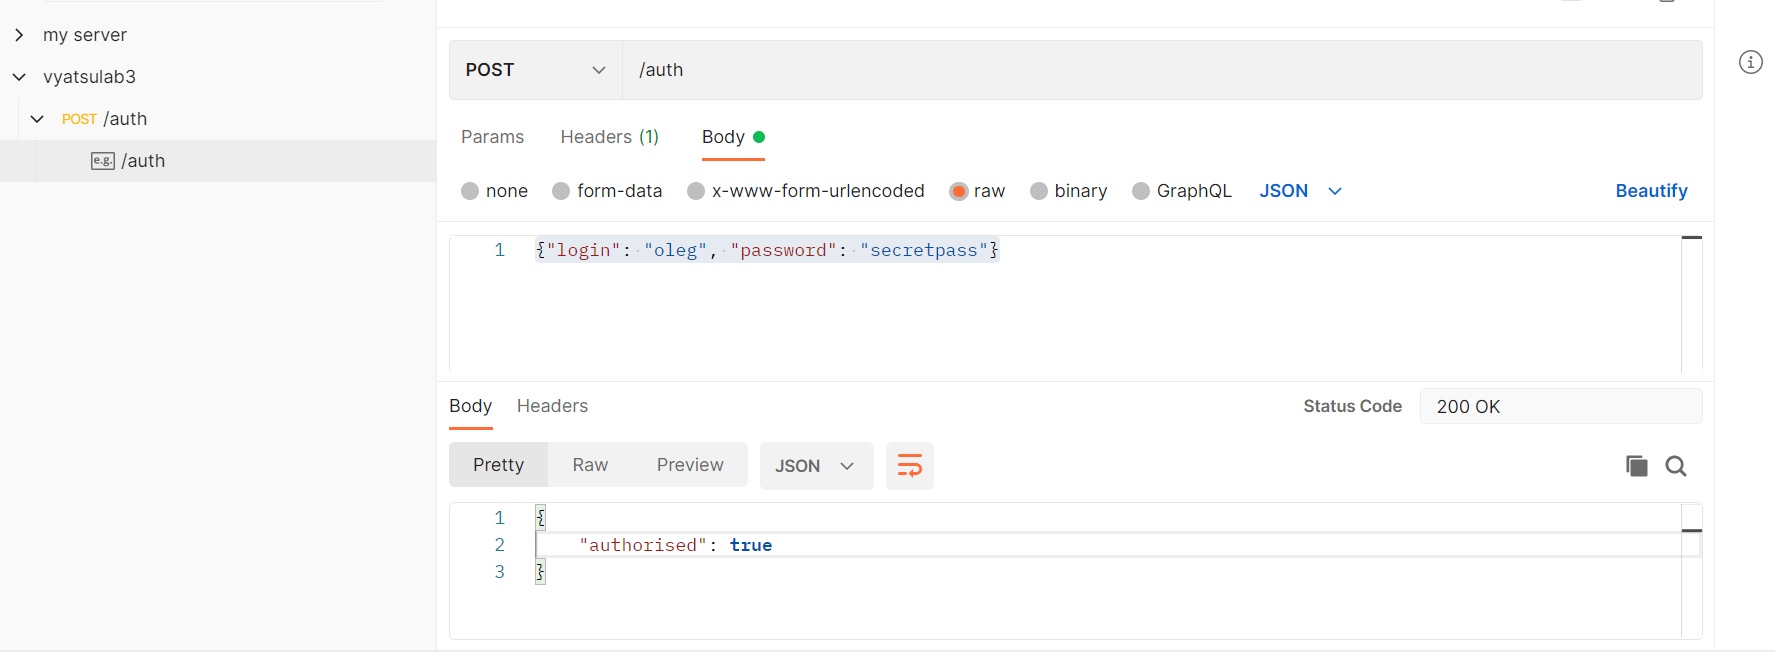 my server
vyatsulab3
POST /auth
e.g. /auth
POST /auth
Params Headers (1) Body
none form-data x-www-form-urlencoded raw binary GraphQL JSON Beautify
1 {"login": "oleg", "password": "secretpass"}
Body Headers Status Code 200 OK
Pretty Raw Preview JSON
1 {
2 "authorised": true
3 }